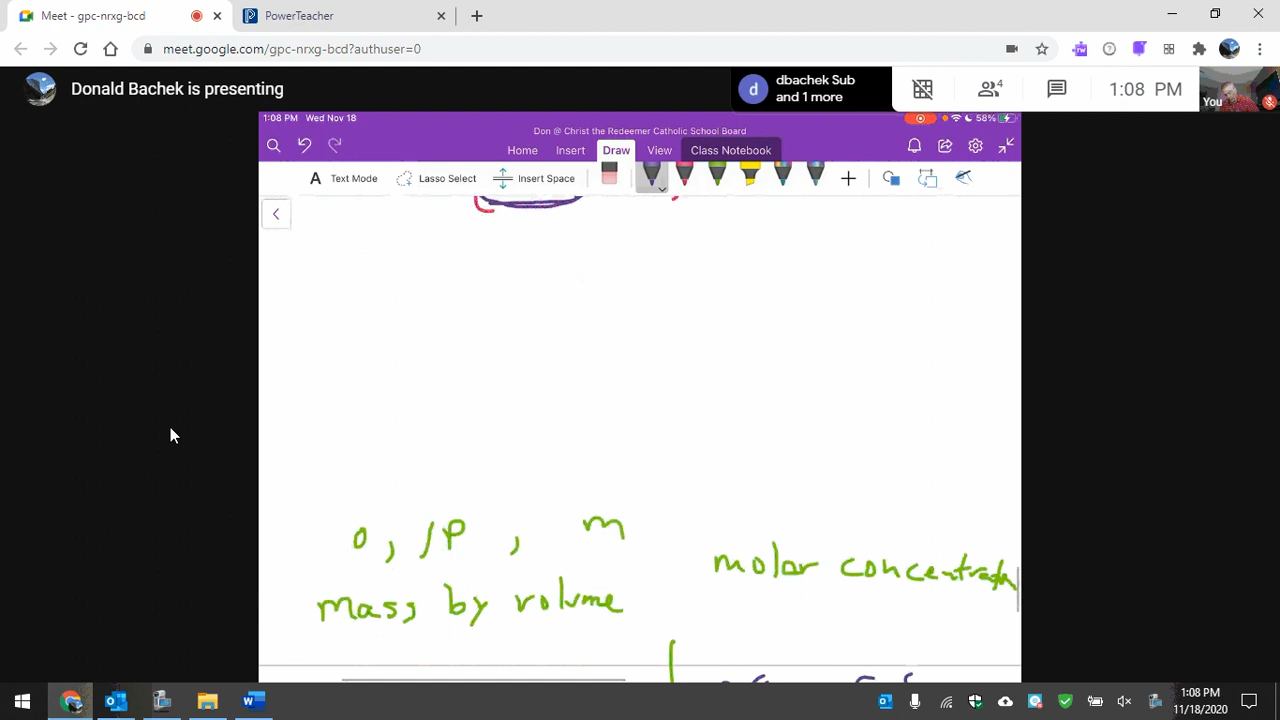 Meet - gpc-nrxg-bcd
PowerTeacher
meet.google.com/gpc-nrxg-bcd?authuser=0
Donald Bachek is presenting
d
dbachek Sub
and 1 more
4
1:08 PM
You
1:08 PM Wed Nov 18
58%
Don @ Christ the Redeemer Catholic School Board
Home Insert Draw View Class Notebook
A Text Mode Lasso Select Insert Space
mass by volume
molar concentration
1:08 PM
11/18/2020